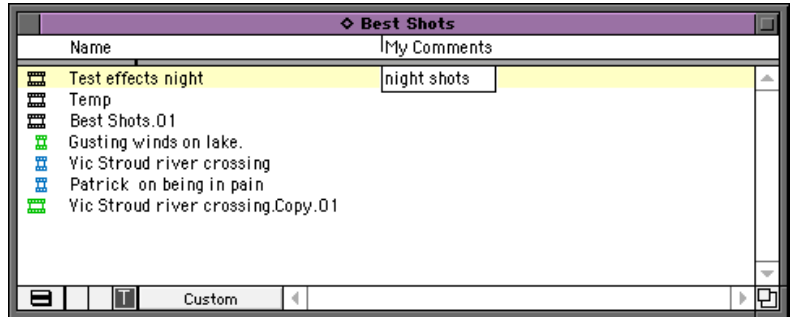 Best Shots
Name My Comments
Test effects night night shots
Temp
Best Shots.01
Gusting winds on lake.
Vic Stroud river crossing
Patrick on being in pain
Vic Stroud river crossing.Copy.01
T Custom